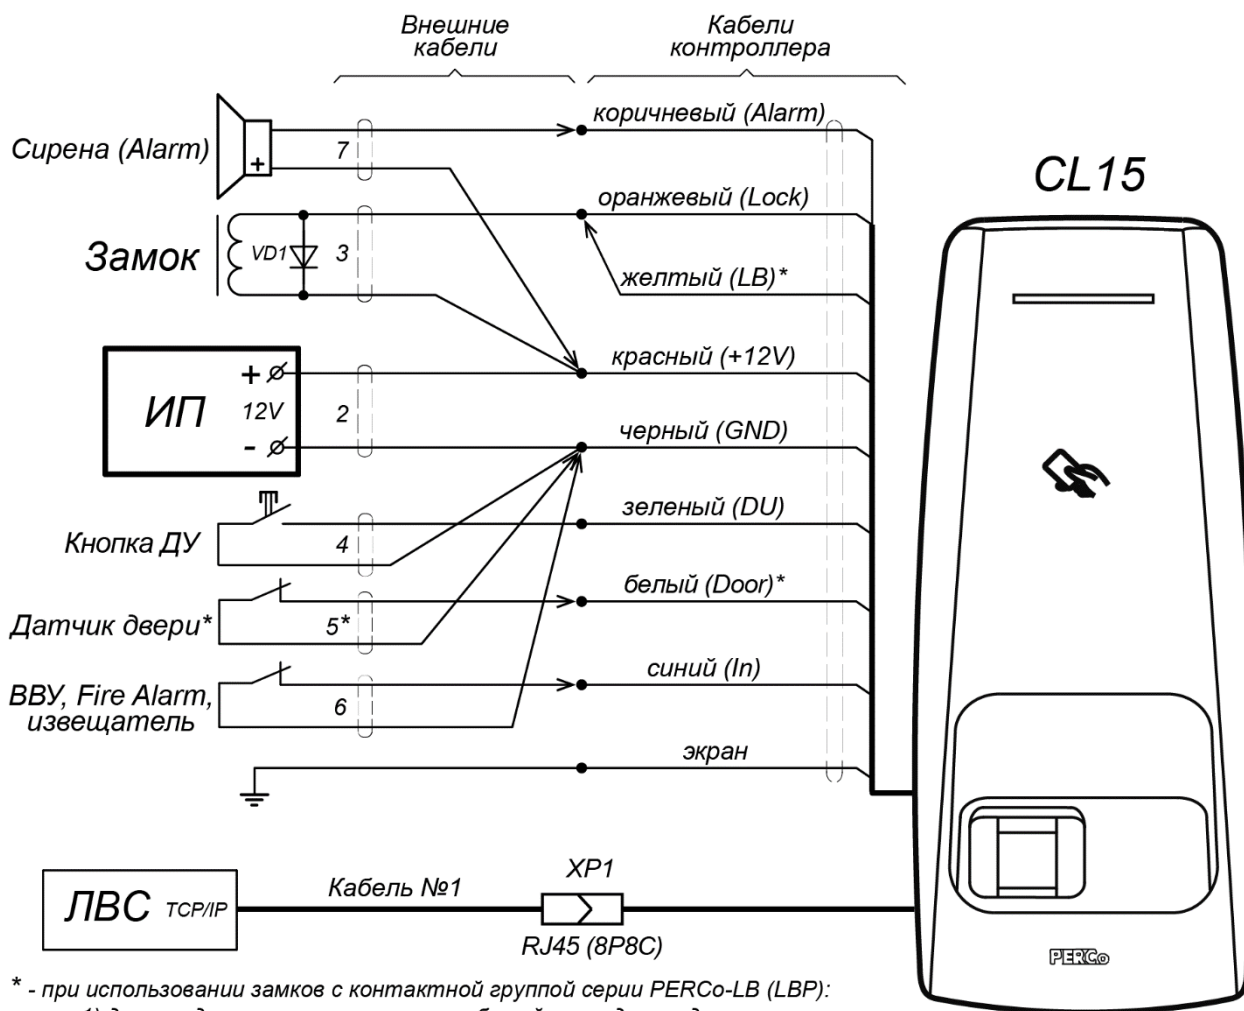 Внешние
кабели
Кабели
контроллера
коричневый (Alarm)
Сирена (Alarm)
+
7
CL15
оранжевый (Lock)
Замок
VD1
3
желтый (LB)*
красный (+12V)
+
ИП
12V
2
-
черный (GND)
зеленый (DU)
Кнопка ДУ
4
белый (Door)*
Датчик двери*
5*
синий (In)
ВВУ, Fire Alarm,
извещатель
6
экран
XP1
ЛВС TCP/IP
Кабель №1
RJ45 (8P8C)
PERCo
* - при использовании замков с контактной группой серии PERCo-LB (LBP):